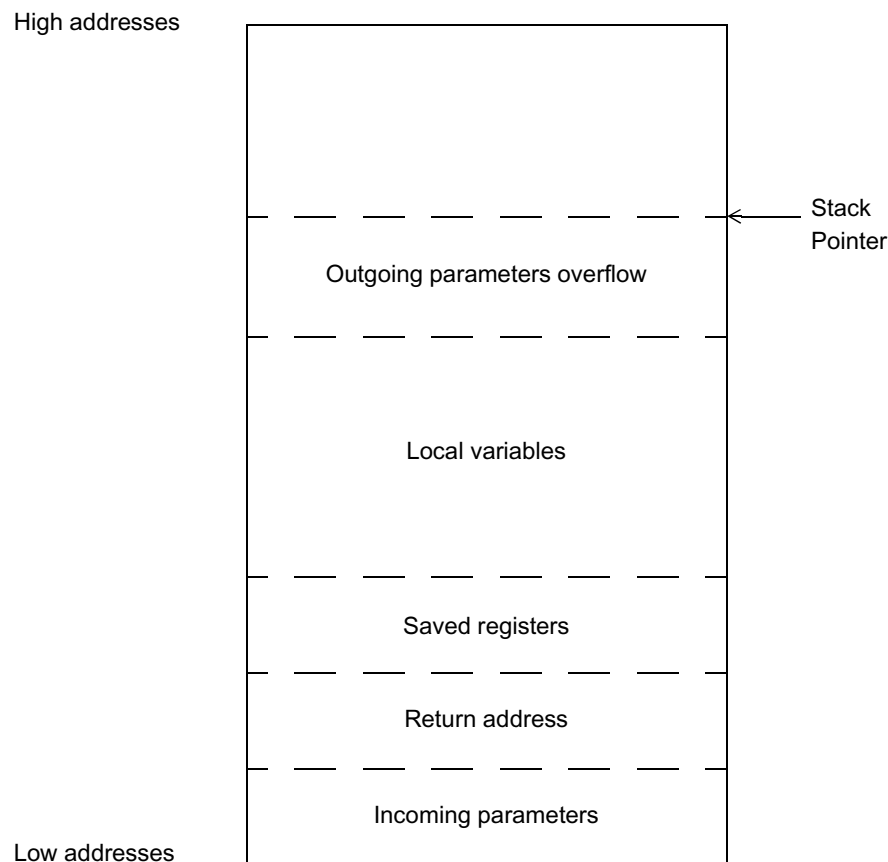 High addresses
Stack
Pointer
Outgoing parameters overflow
Local variables
Saved registers
Return address
Incoming parameters
Low addresses